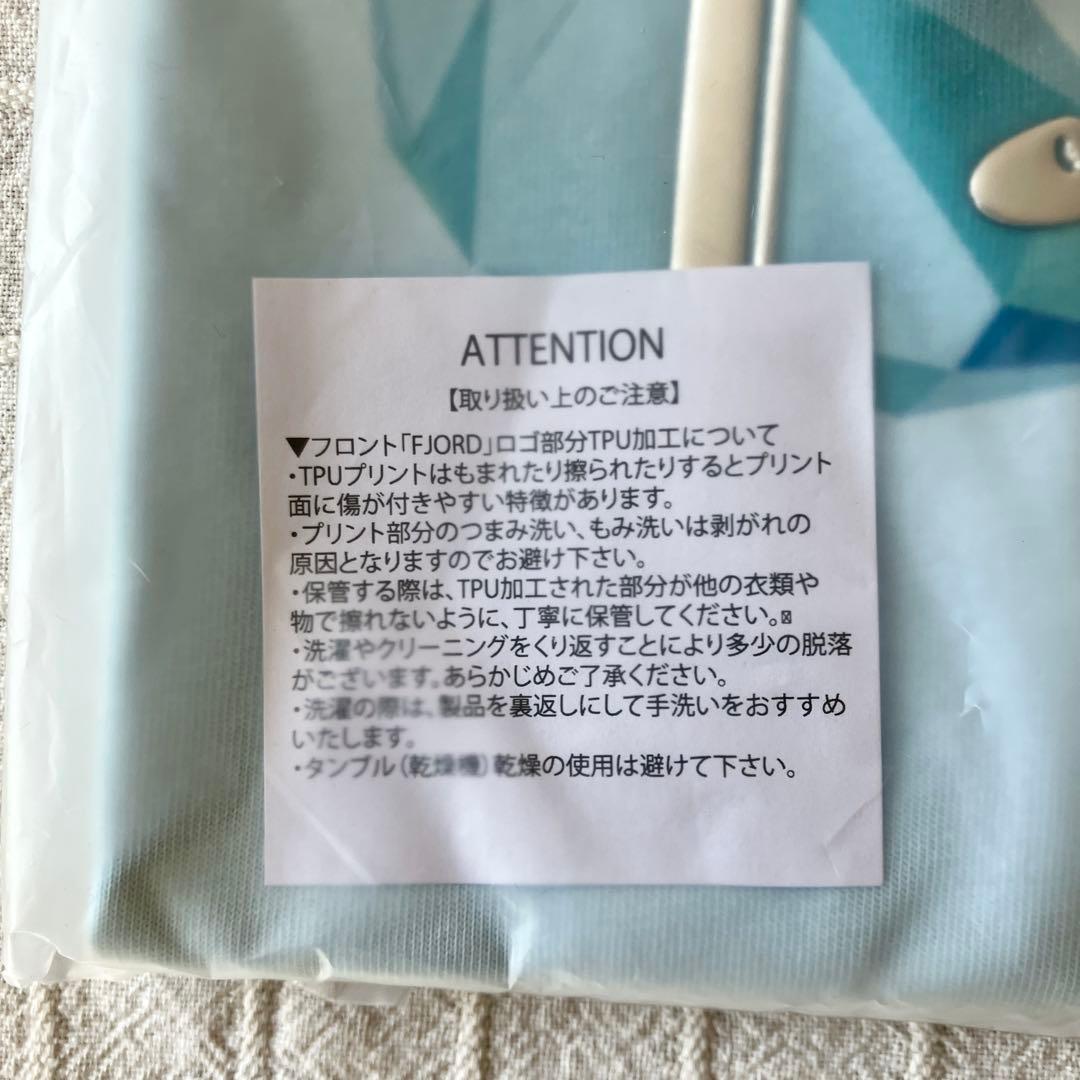 ATTENTION
【取り扱い上のご注意】
▼フロント「FJORD」ロゴ部分TPU加工について
・TPUプリントはもまれたり擦られたりするとプリント
面に傷が付きやすい特徴があります。
・プリント部分のつまみ洗い、もみ洗いは剥がれの
原因となりますのでお避け下さい。
・保管する際は、TPU加工された部分が他の衣類や
物で擦れないように、丁寧に保管してください。
・洗濯やクリーニングをくり返すことにより多少の脱落
がございます。あらかじめご了承ください。
・洗濯の際は、製品を裏返しにして手洗いをおすすめ
いたします。
・タンブル（乾燥機）乾燥の使用は避けて下さい。